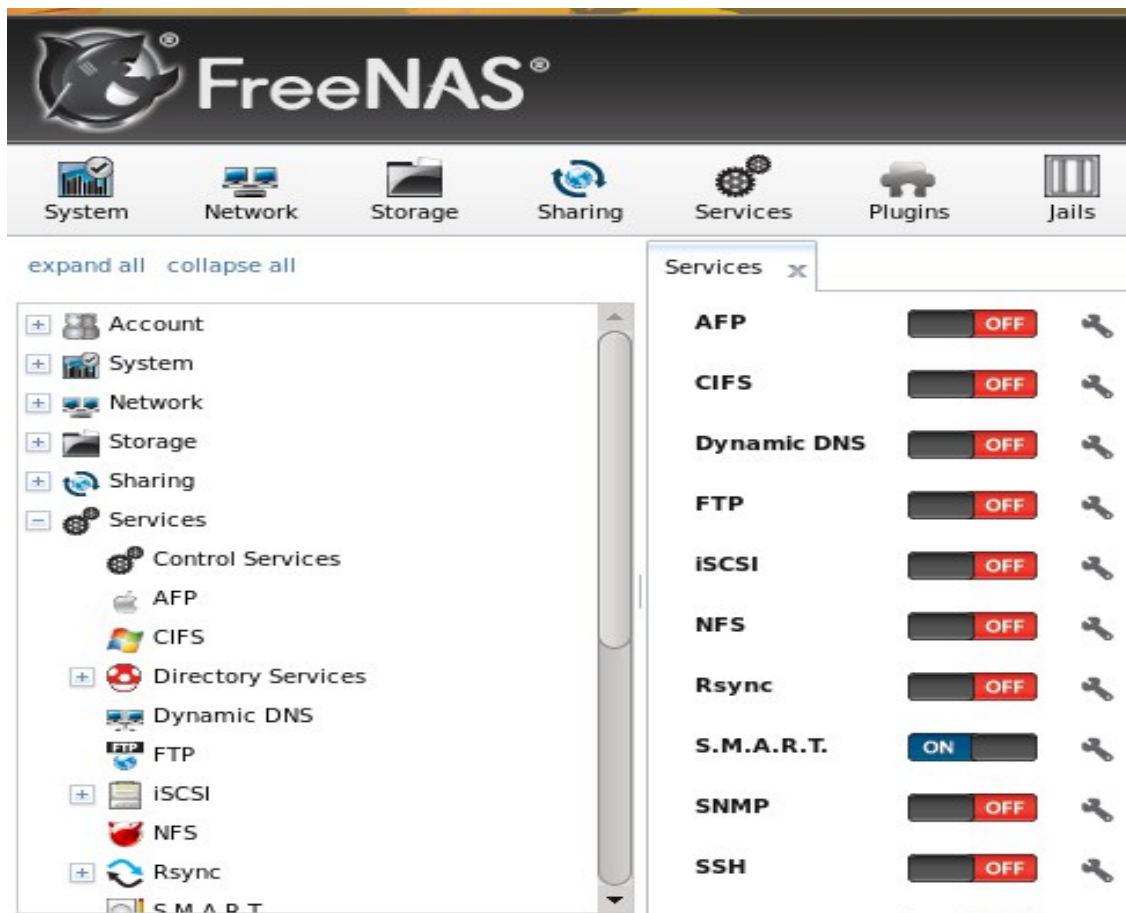 FreeNAS®
System Network Storage Sharing Services Plugins Jails
expand all collapse all
Account
System
Network
Storage
Sharing
Services
Control Services
AFP
CIFS
Directory Services
Dynamic DNS
FTP
FTP
iSCSI
NFS
Rsync
S.M.A.R.T.
Services x
AFP OFF
CIFS OFF
Dynamic DNS OFF
FTP OFF
iSCSI OFF
NFS OFF
Rsync OFF
S.M.A.R.T. ON
SNMP OFF
SSH OFF